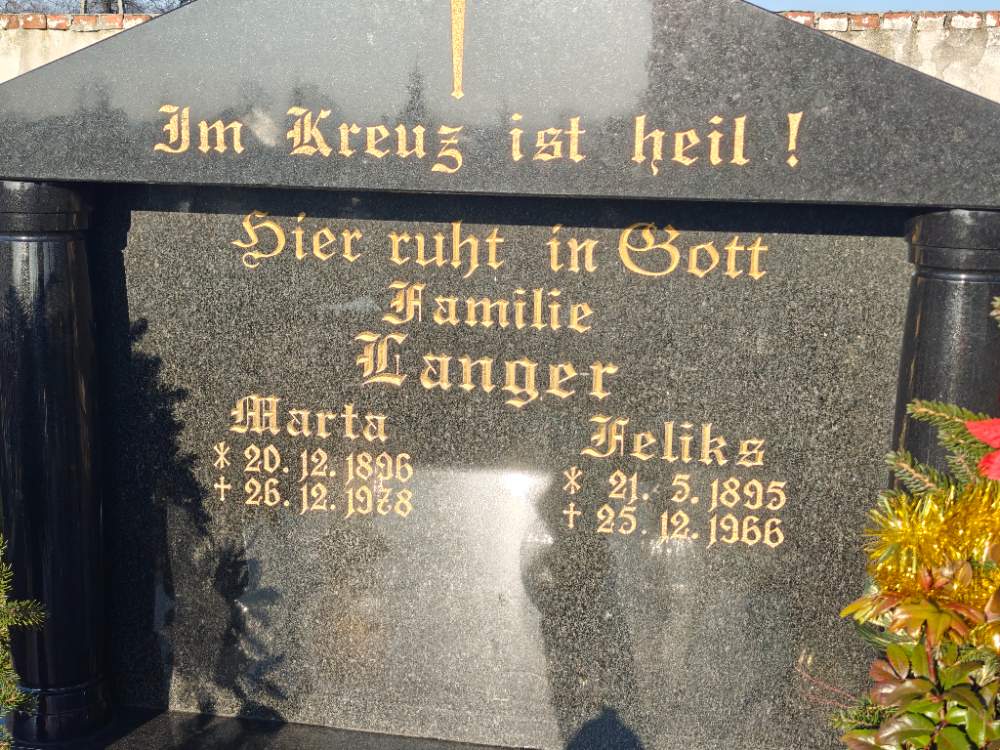 Im Kreuz ist heil !
Hier ruht in Gott
Familie
Langer
Marta
* 20. 12. 1896
† 26. 12. 1978
Feliks
* 21. 5. 1895
† 25. 12. 1966